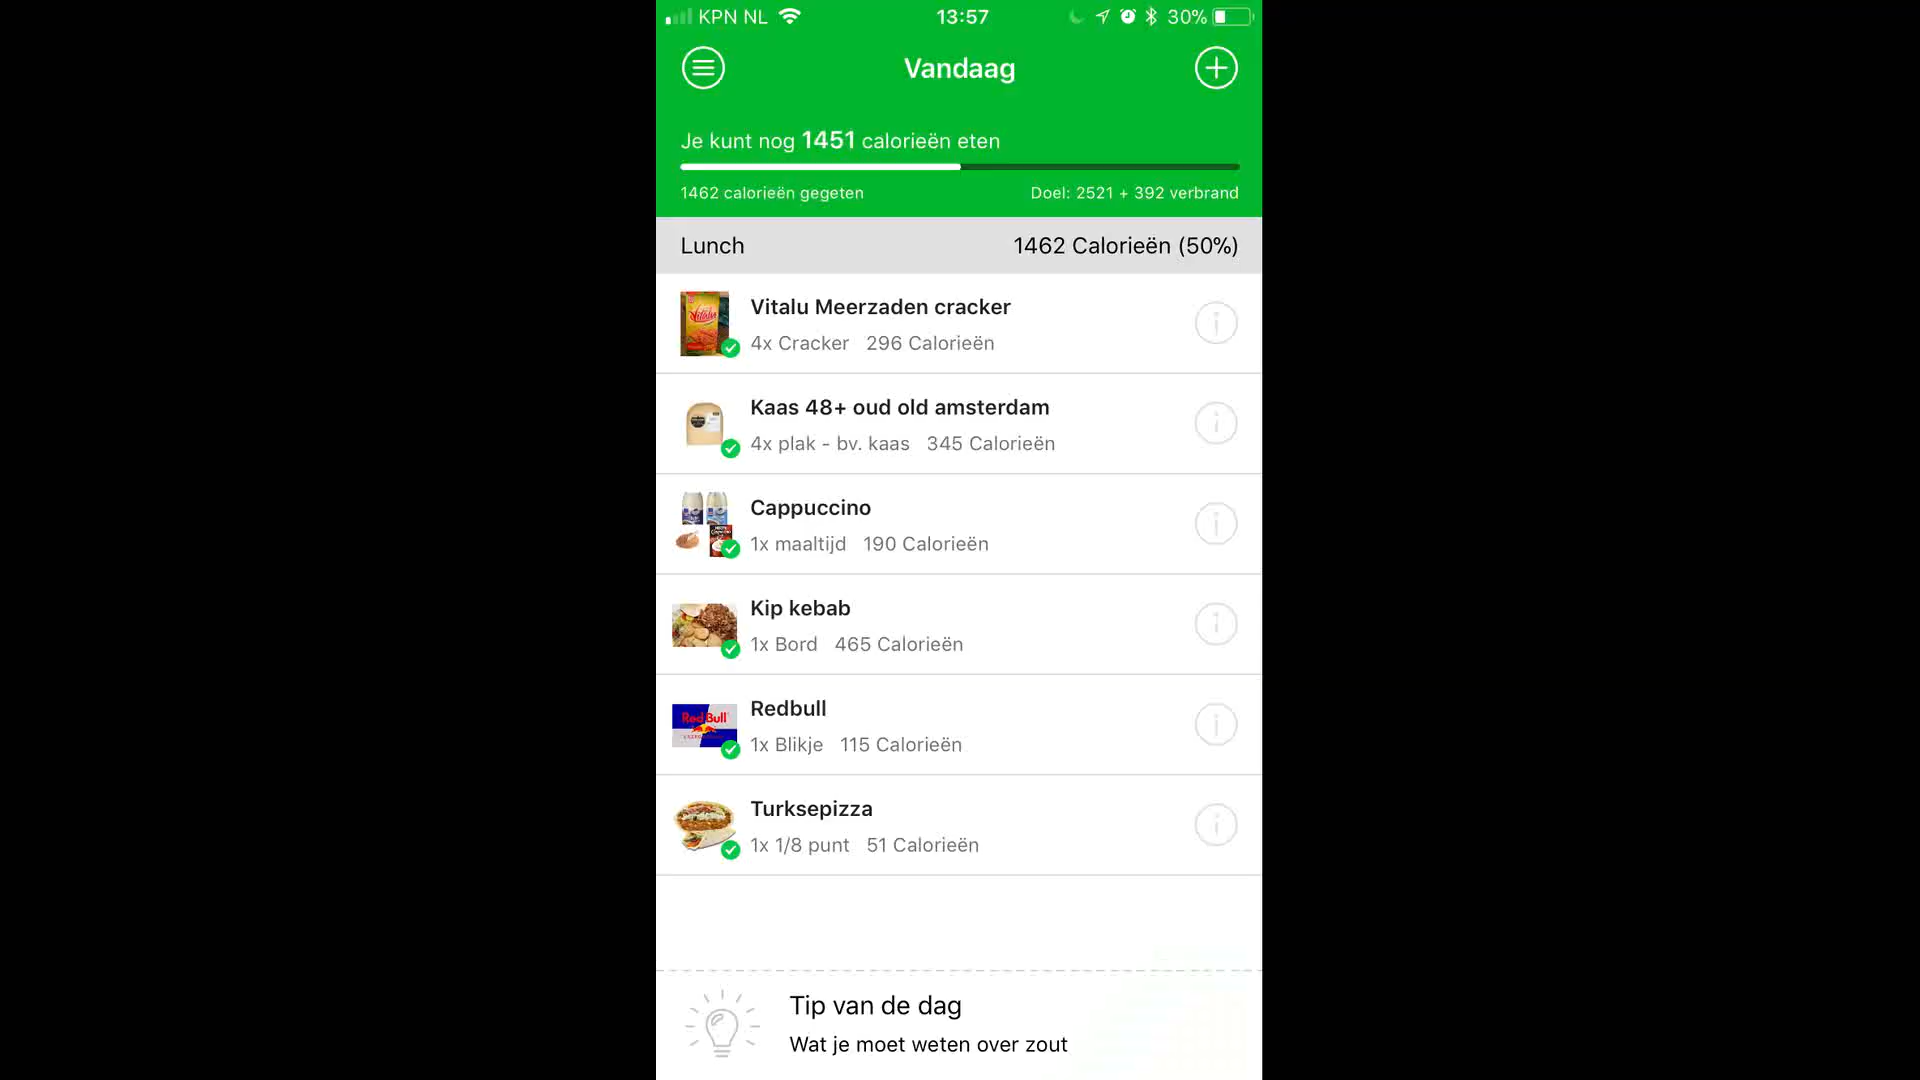 KPN NL 13:57 30%
Vandaag
Je kunt nog 1451 calorieën eten
1462 calorieën gegeten Doel: 2521 + 392 verbrand
Lunch 1462 Calorieën (50%)
Vitalu
Vitalu Meerzaden cracker
4x Cracker 296 Calorieën
Kaas 48+ oud old amsterdam
4x plak - bv. kaas 345 Calorieën
Cappuccino
1x maaltijd 190 Calorieën
Kip kebab
1x Bord 465 Calorieën
Red Bull
Redbull
1x Blikje 115 Calorieën
Turksepizza
1x 1/8 punt 51 Calorieën
Tip van de dag
Wat je moet weten over zout